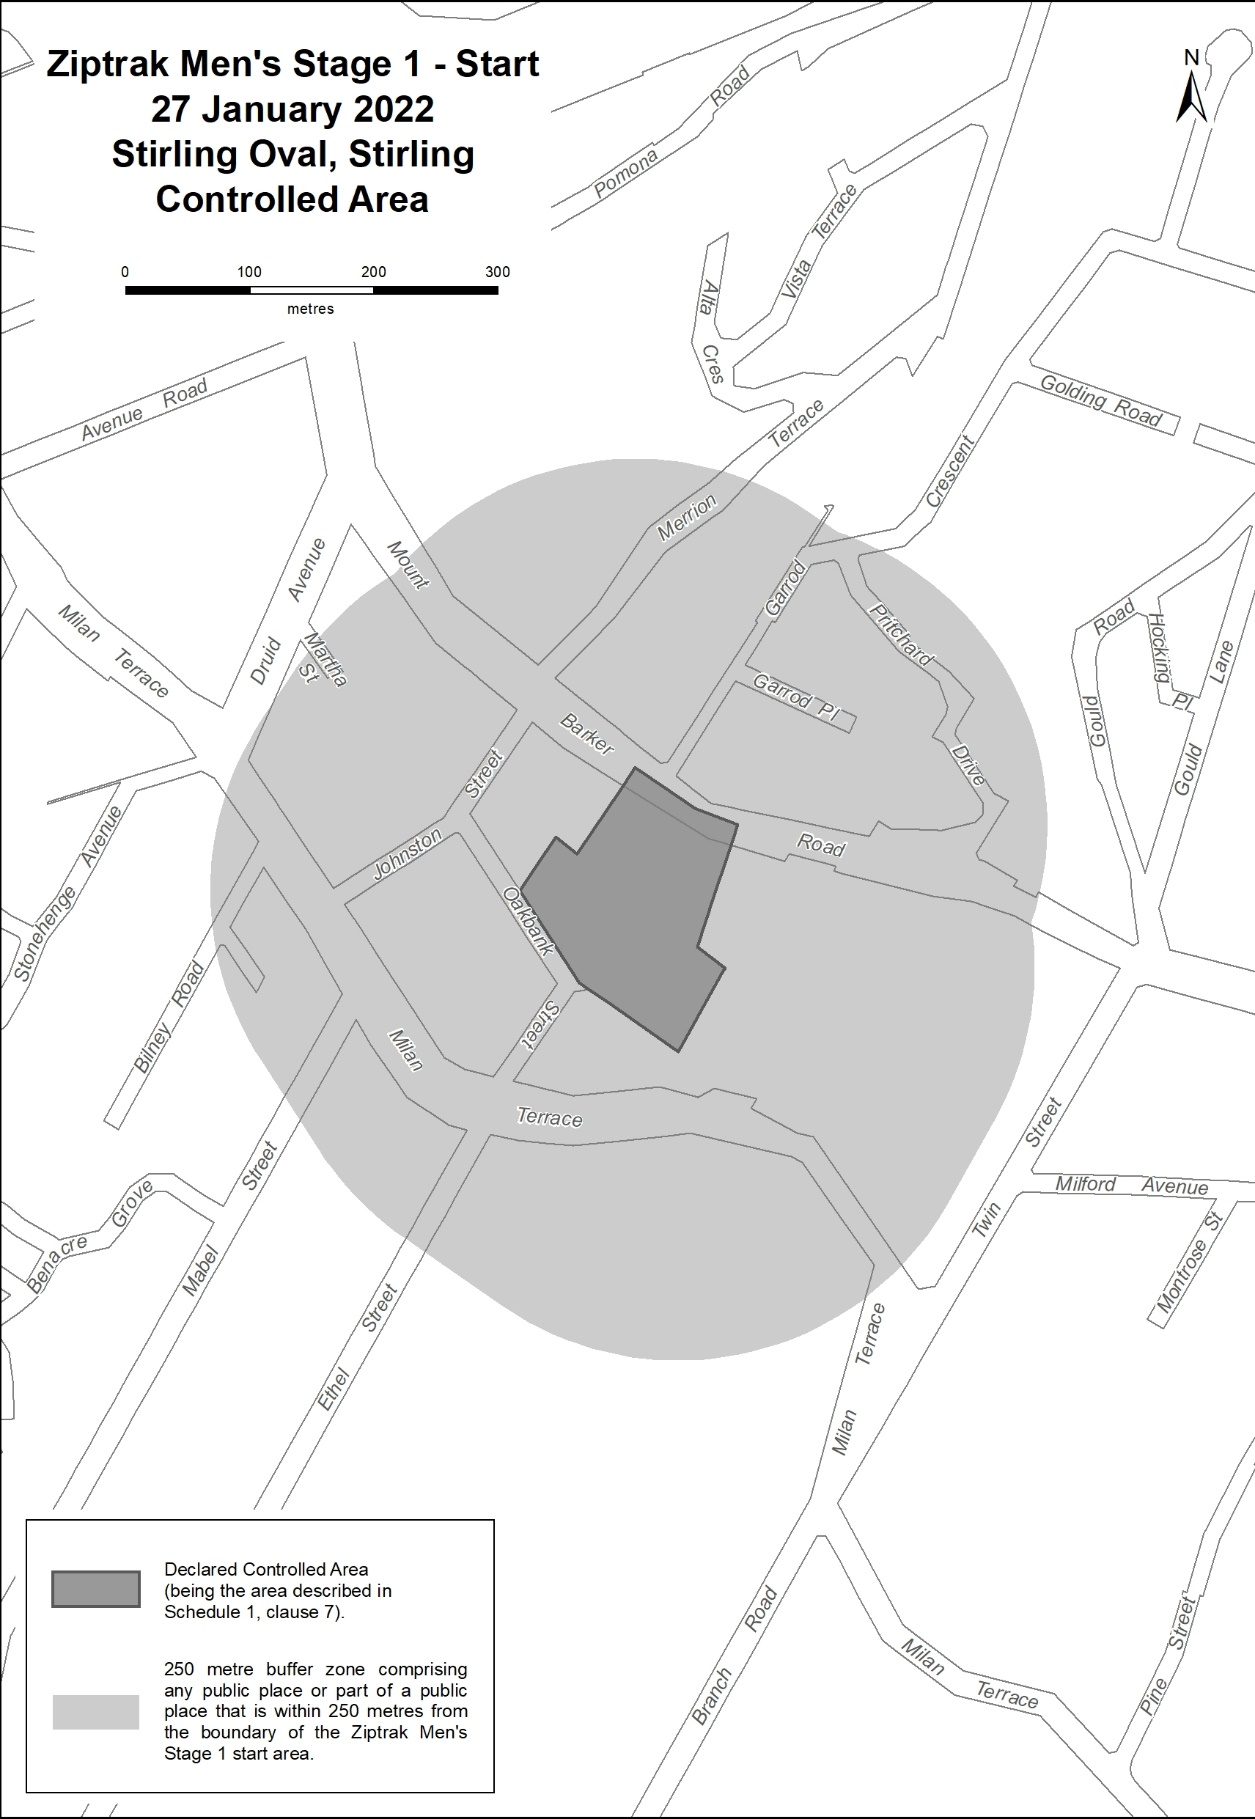 Ziptrak Men's Stage 1 - Start
27 January 2022
Stirling Oval, Stirling
Controlled Area
N
0 100 200 300
metres
Pomona Road
Vista Terrace
Alta Cres
Avenue Road
Golding Road
Merrion Terrace
Garrod Crescent
Mount
Druid Avenue
Martha St
Milan Terrace
Pritchard Drive
Garrod Pl
Gould Road
Hocking Pl
Gould Lane
Barker Road
Johnston Street
Oakbank Street
Stonehenge Avenue
Bilney Road
Milan Terrace
Mabel Street
Benacre Grove
Ethel Street
Twin Street
Milford Avenue
Montrose St
Milan Terrace
Branch Road
Milan Terrace
Pine Street
Declared Controlled Area
(being the area described in
Schedule 1, clause 7).
250 metre buffer zone comprising
any public place or part of a public
place that is within 250 metres from
the boundary of the Ziptrak Men's
Stage 1 start area.